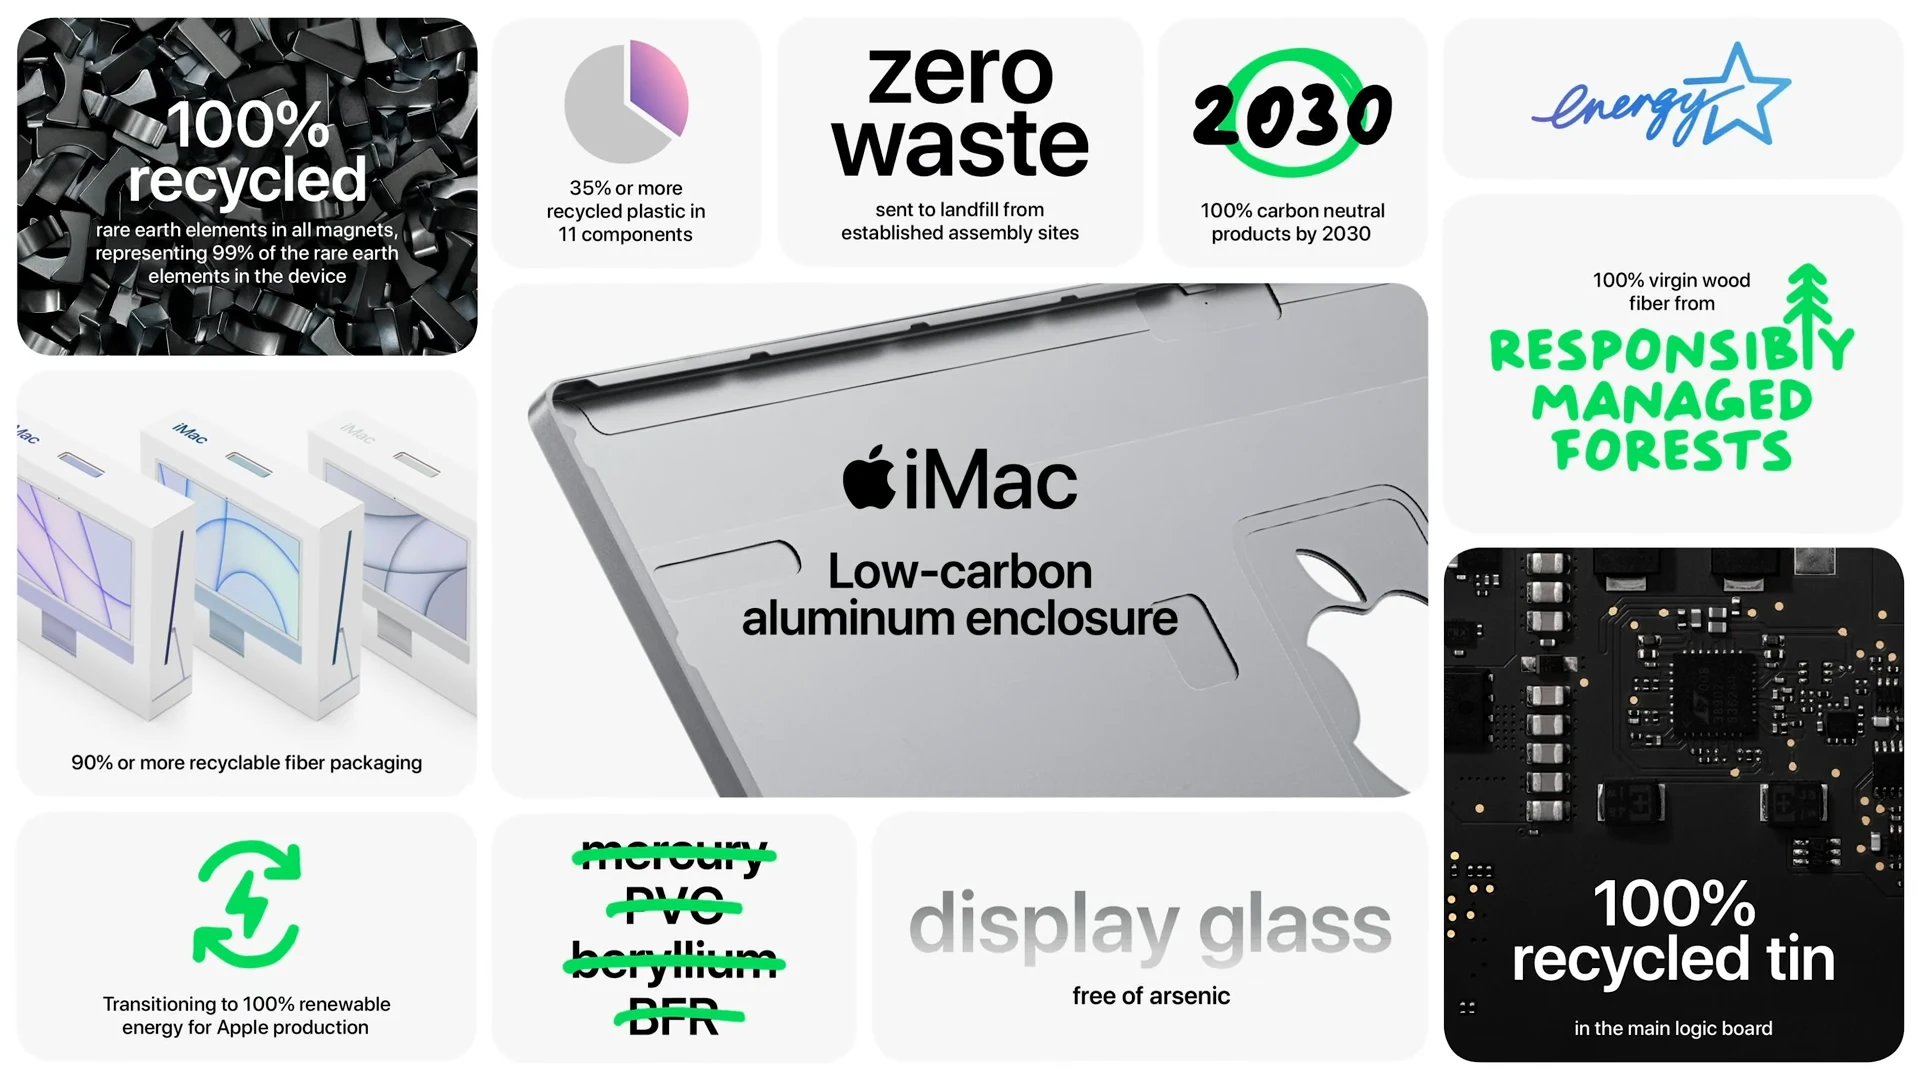 100%
recycled
rare earth elements in all magnets,
representing 99% of the rare earth
elements in the device
35% or more
recycled plastic in
11 components
zero
waste
sent to landfill from
established assembly sites
2030
100% carbon neutral
products by 2030
energy
100% virgin wood
fiber from
RESPONSIBLY
MANAGED
FORESTS
iMac
iMac
iMac
90% or more recyclable fiber packaging
iMac
Low-carbon
aluminum enclosure
Transitioning to 100% renewable
energy for Apple production
mercury
PVC
beryllium
BFR
display glass
free of arsenic
100%
recycled tin
in the main logic board